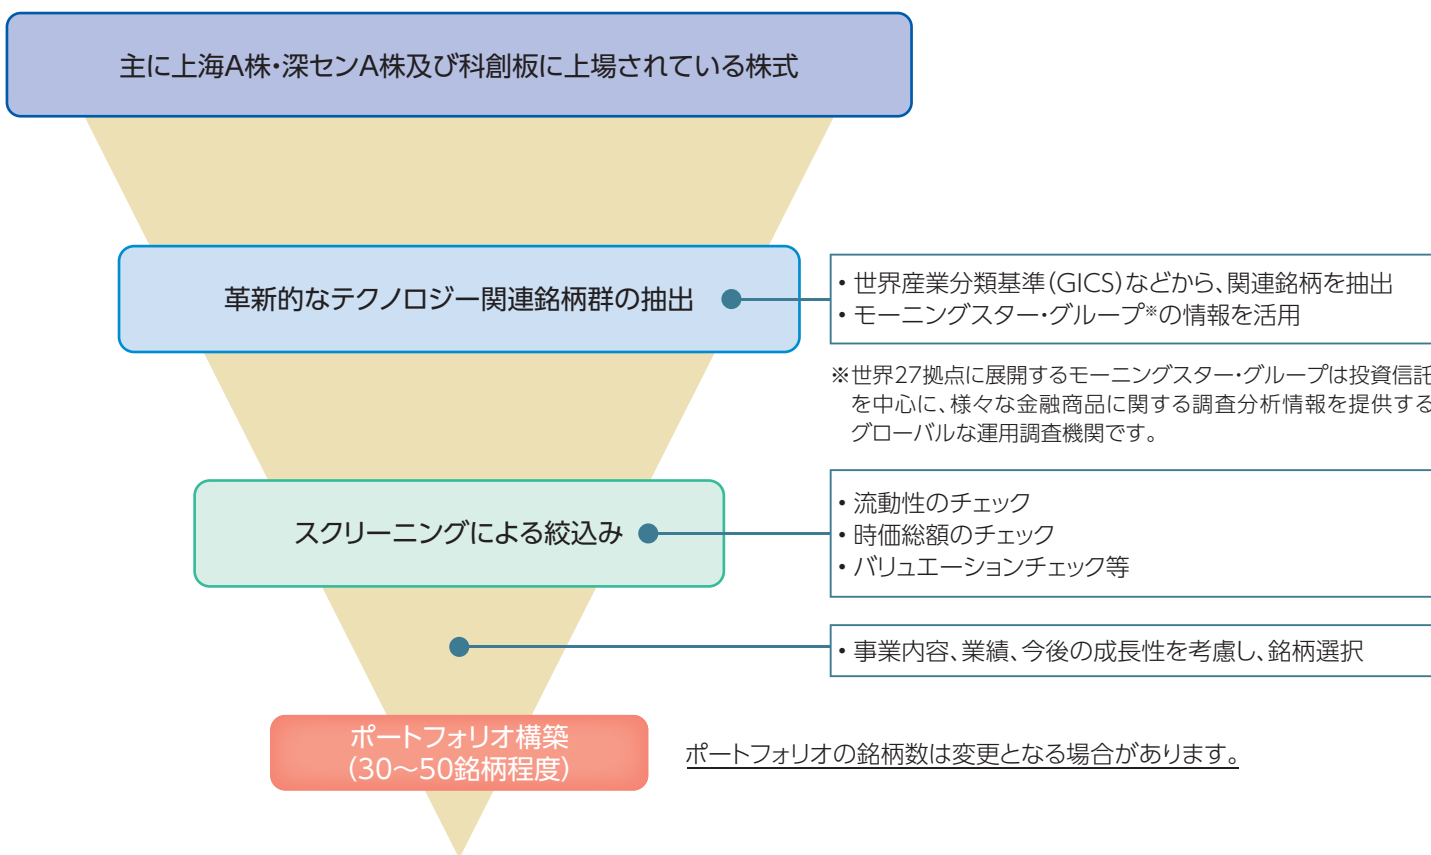 主に上海A株・深センA株及び科創板に上場されている株式
革新的なテクノロジー関連銘柄群の抽出
・世界産業分類基準(GICS)などから、関連銘柄を抽出
・モーニングスター・グループ※の情報を活用
※世界27拠点に展開するモーニングスター・グループは投資信託
を中心に、様々な金融商品に関する調査分析情報を提供する
グローバルな運用調査機関です。
スクリーニングによる絞込み
・流動性のチェック
・時価総額のチェック
・バリュエーションチェック等
・事業内容、業績、今後の成長性を考慮し、銘柄選択
ポートフォリオ構築
(30〜50銘柄程度)
ポートフォリオの銘柄数は変更となる場合があります。